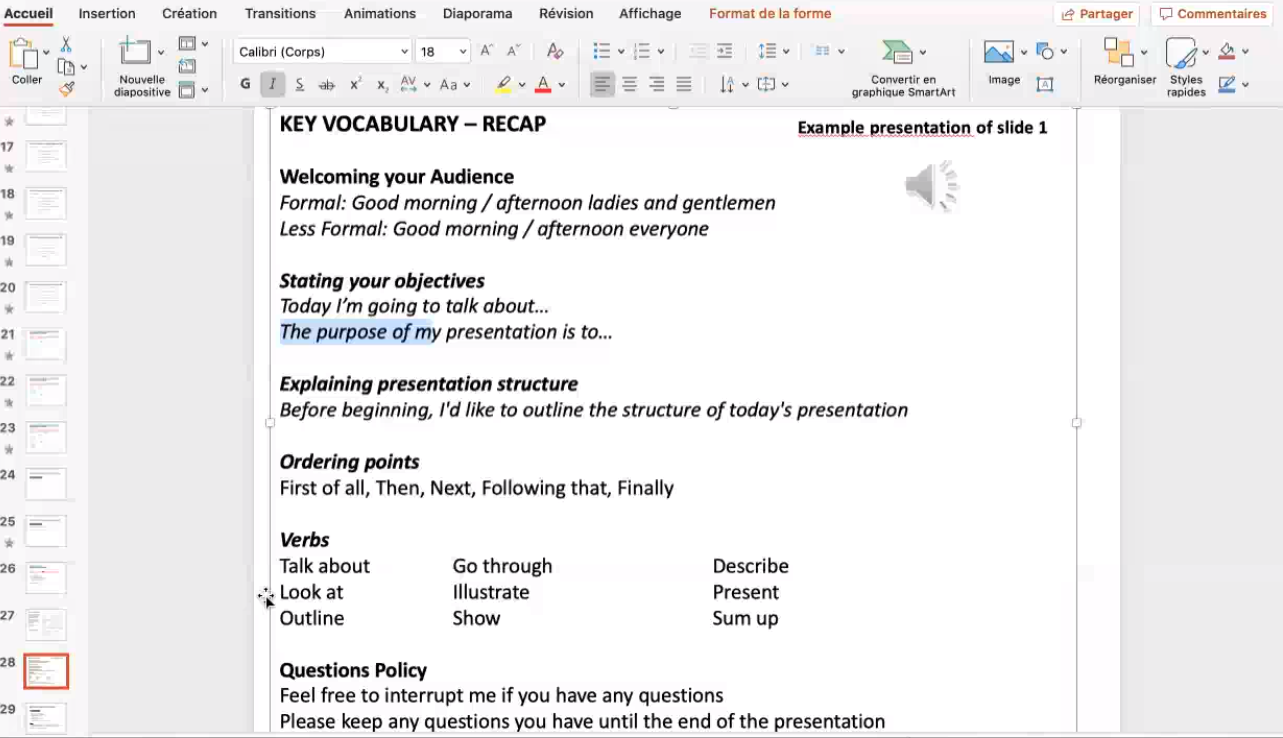 Accueil Insertion Création Transitions Animations Diaporama Révision Affichage Format de la forme Partager Commentaires
Calibri (Corps) 18
Coller
Nouvelle diapositive
G I S ab x² X₂ AV Aa A
Convertir en graphique SmartArt
Image
Réorganiser
Styles rapides
17
18
19
20
21
22
23
24
25
26
27
28
29
KEY VOCABULARY – RECAP
Example presentation of slide 1
Welcoming your Audience
Formal: Good morning / afternoon ladies and gentlemen
Less Formal: Good morning / afternoon everyone
Stating your objectives
Today I’m going to talk about…
The purpose of my presentation is to…
Explaining presentation structure
Before beginning, I'd like to outline the structure of today's presentation
Ordering points
First of all, Then, Next, Following that, Finally
Verbs
Talk about Go through Describe
Look at Illustrate Present
Outline Show Sum up
Questions Policy
Feel free to interrupt me if you have any questions
Please keep any questions you have until the end of the presentation